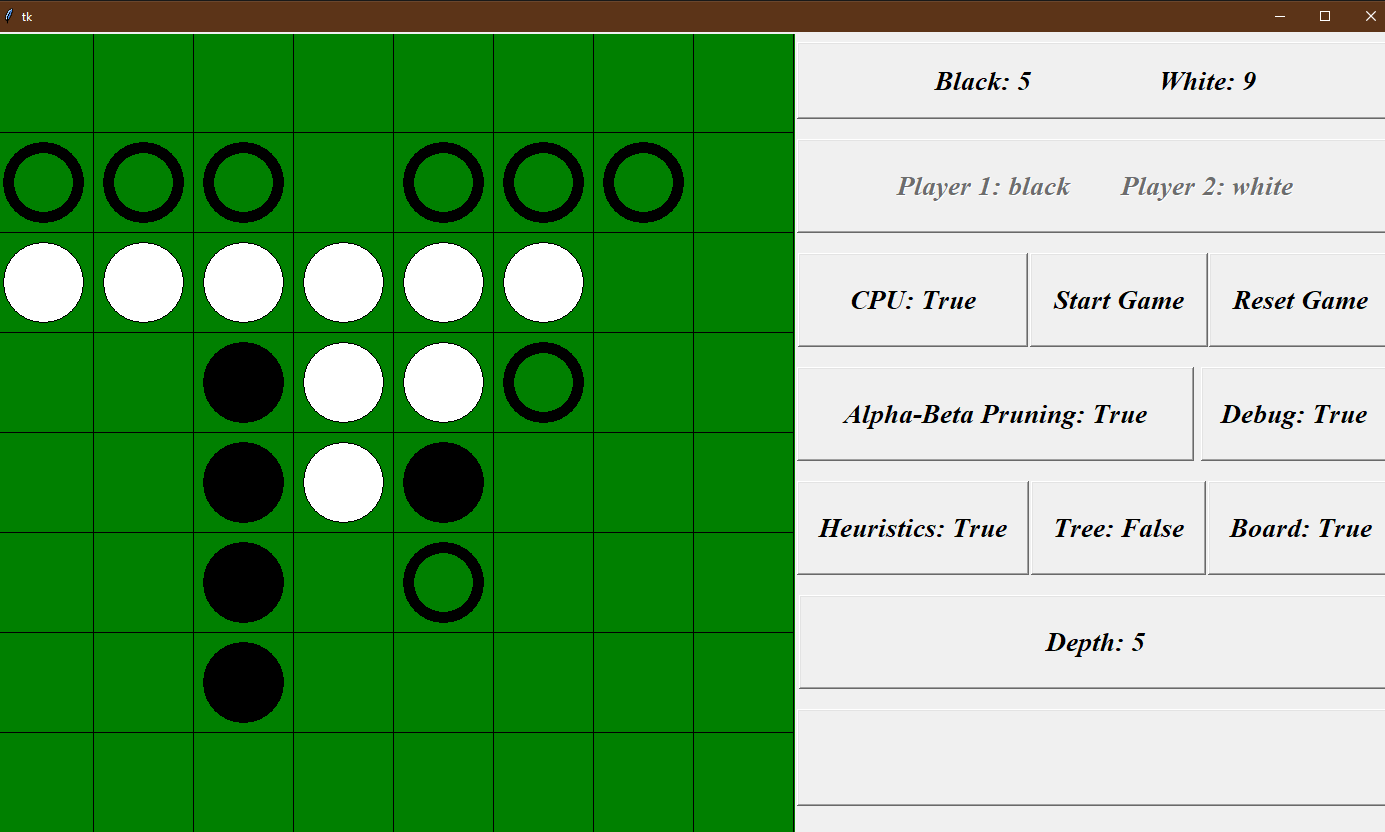 tk
Black: 5 White: 9
Player 1: black Player 2: white
CPU: True Start Game Reset Game
Alpha-Beta Pruning: True Debug: True
Heuristics: True Tree: False Board: True
Depth: 5